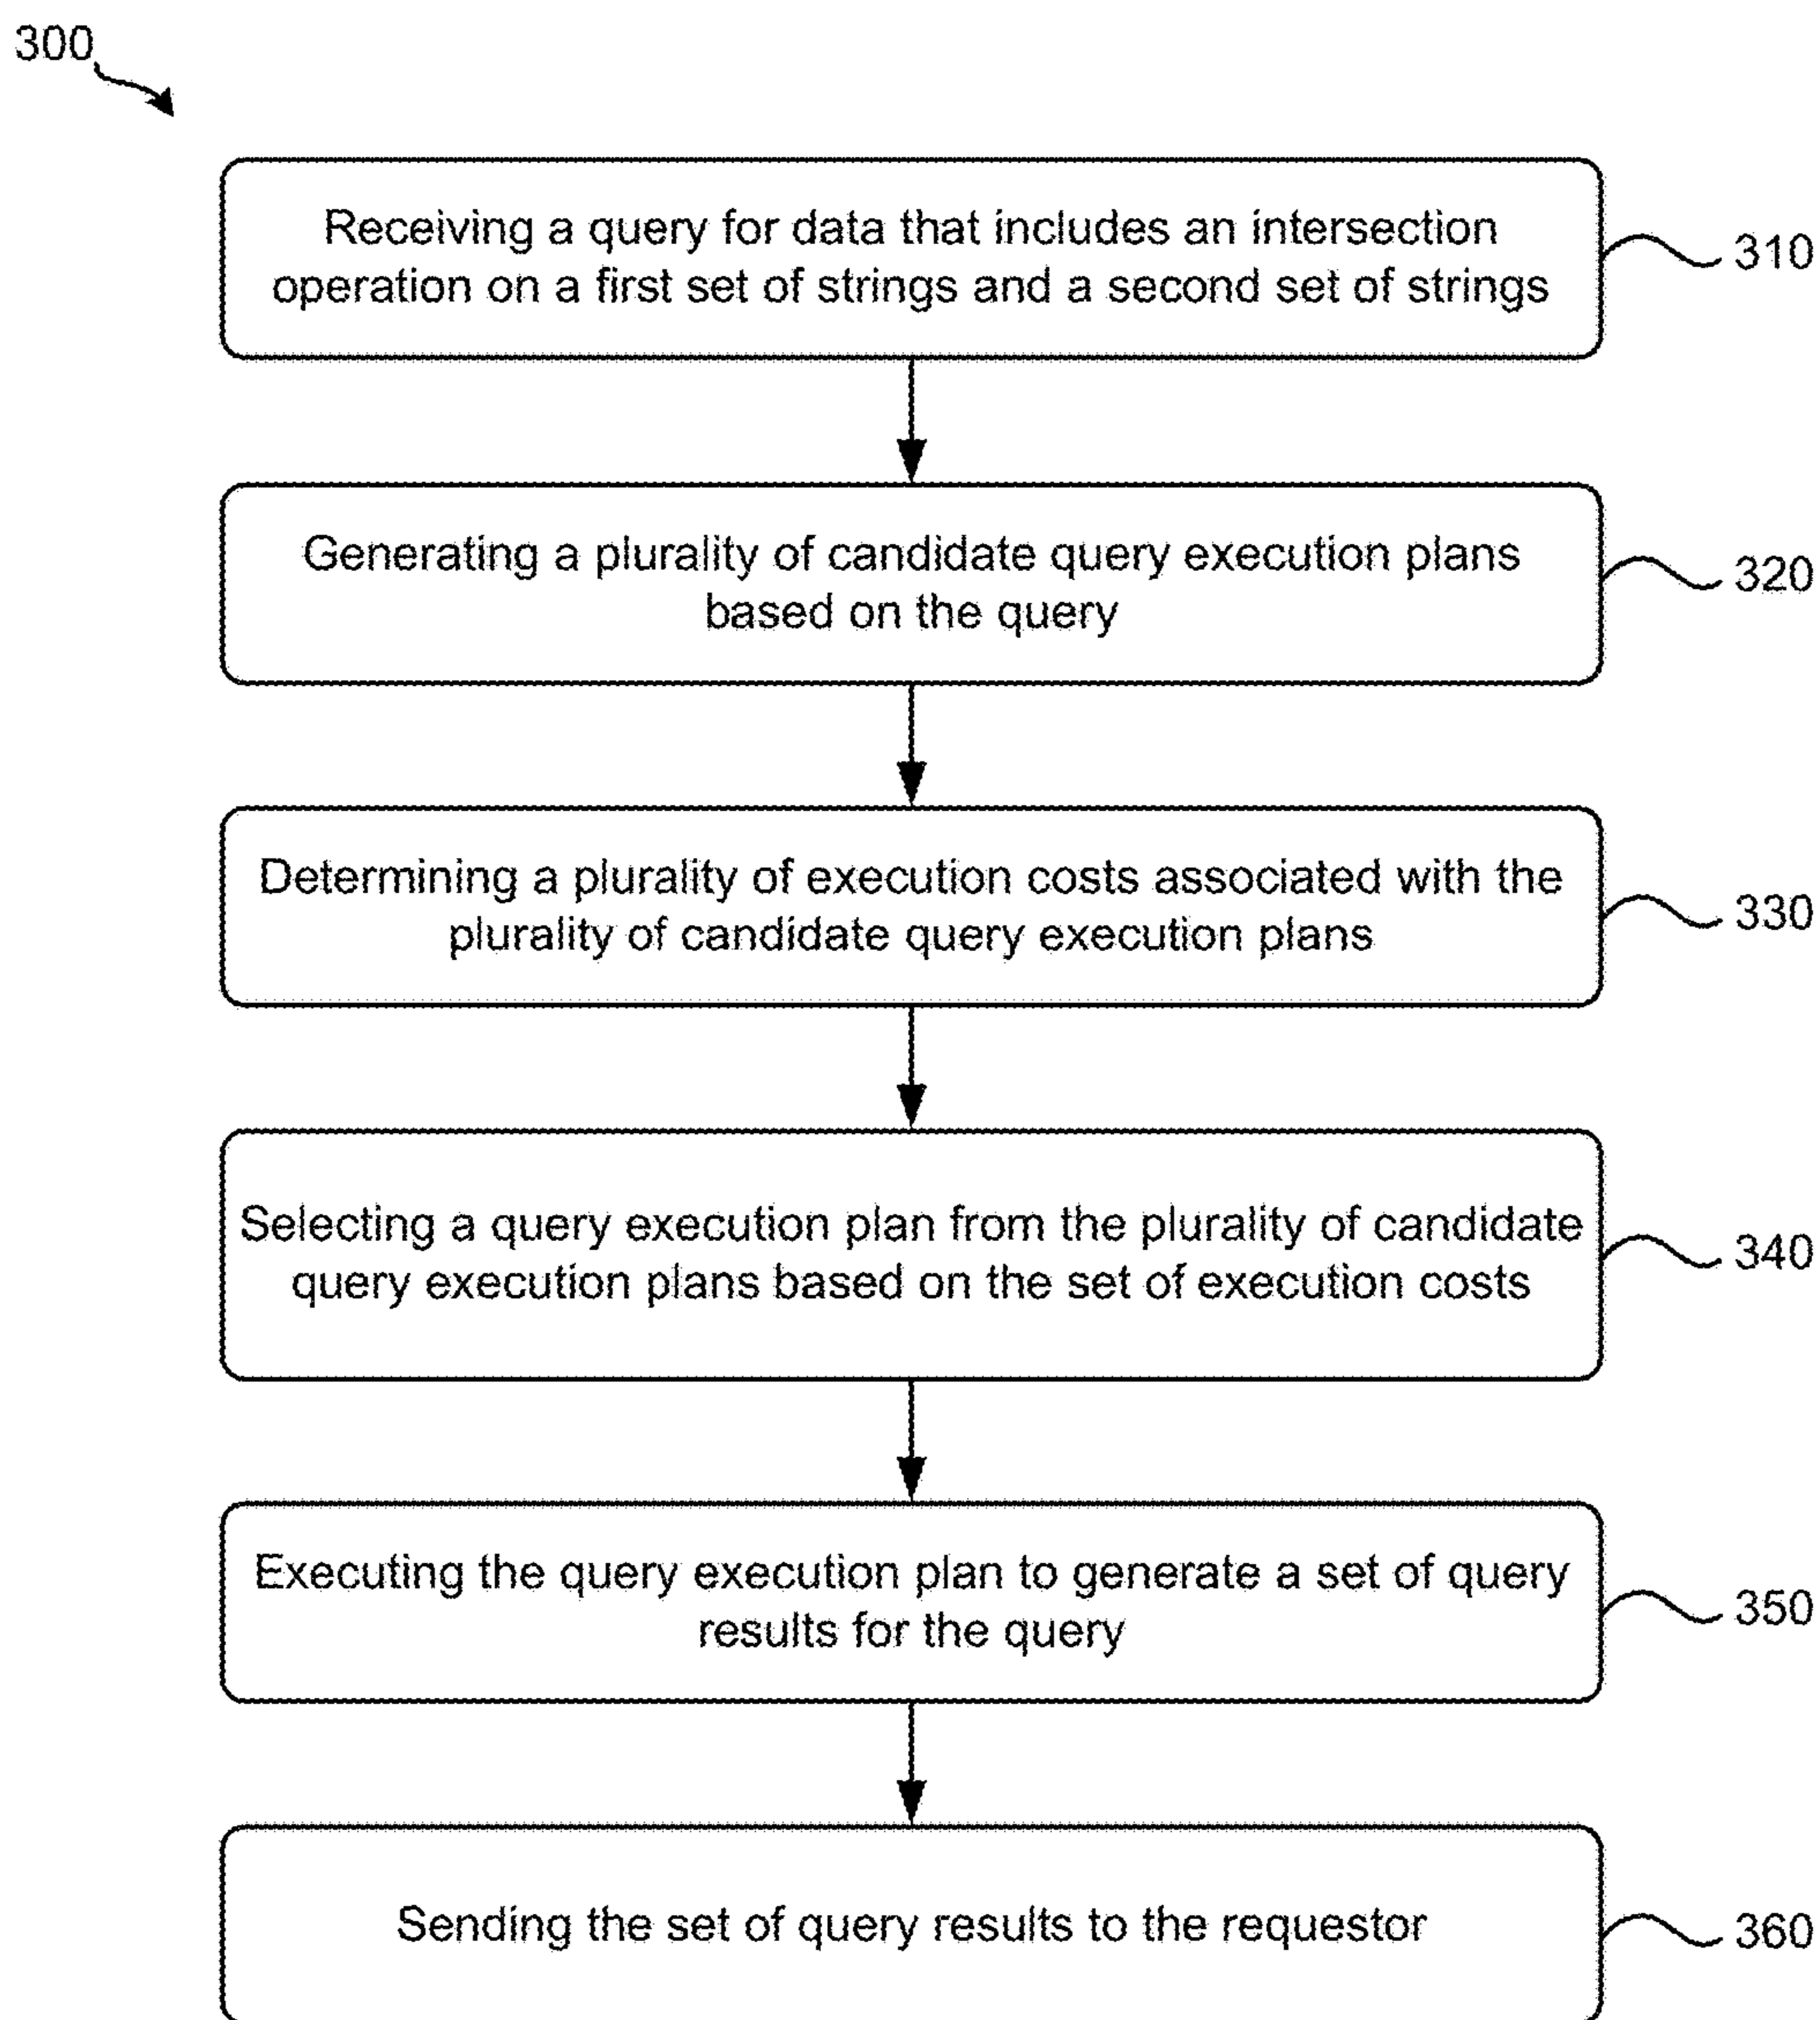 300
Receiving a query for data that includes an intersection
operation on a first set of strings and a second set of strings
310
Generating a plurality of candidate query execution plans
based on the query
320
Determining a plurality of execution costs associated with the
plurality of candidate query execution plans
330
Selecting a query execution plan from the plurality of candidate
query execution plans based on the set of execution costs
340
Executing the query execution plan to generate a set of query
results for the query
350
Sending the set of query results to the requestor
360